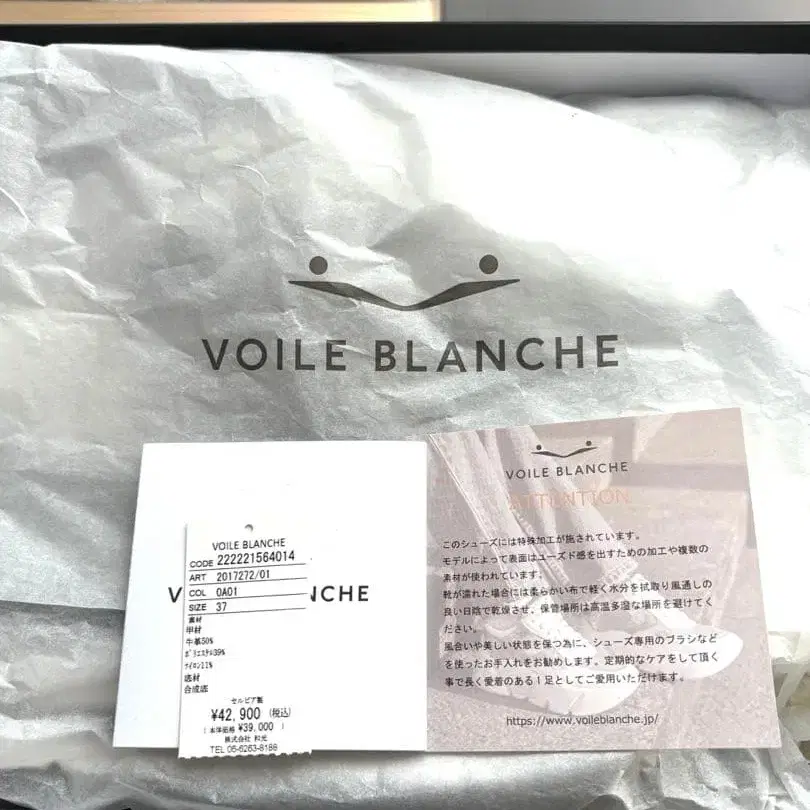 VOILE BLANCHE
VOILE BLANCHE
CODE 222221564014
ART 2017272/01
COL 0A01
SIZE 37
素材
甲材
牛革50%
ポリエステル39%
ナイロン11%
底材
合成底
セルビア製
¥42,900 (税込)
( 本体価格 ¥39,000 )
株式会社 和光
TEL 06-6263-8188
V
NCHE
VOILE BLANCHE
ATTENTION
このシューズには特殊加工が施されています。
モデルによって表面はユーズド感を出すための加工や複数の
素材が使われています。
靴が濡れた場合には柔らかい布で軽く水分を拭取り風通しの
良い日陰で乾燥させ、保管場所は高温多湿な場所を避けてく
ださい。
風合いや美しい状態を保つ為に、シューズ専用のブラシなど
を使ったお手入れをお勧めします。定期的なケアをして頂く
事で長く愛着のある1足としてご愛用いただけます。
https://www.voileblanche.jp/